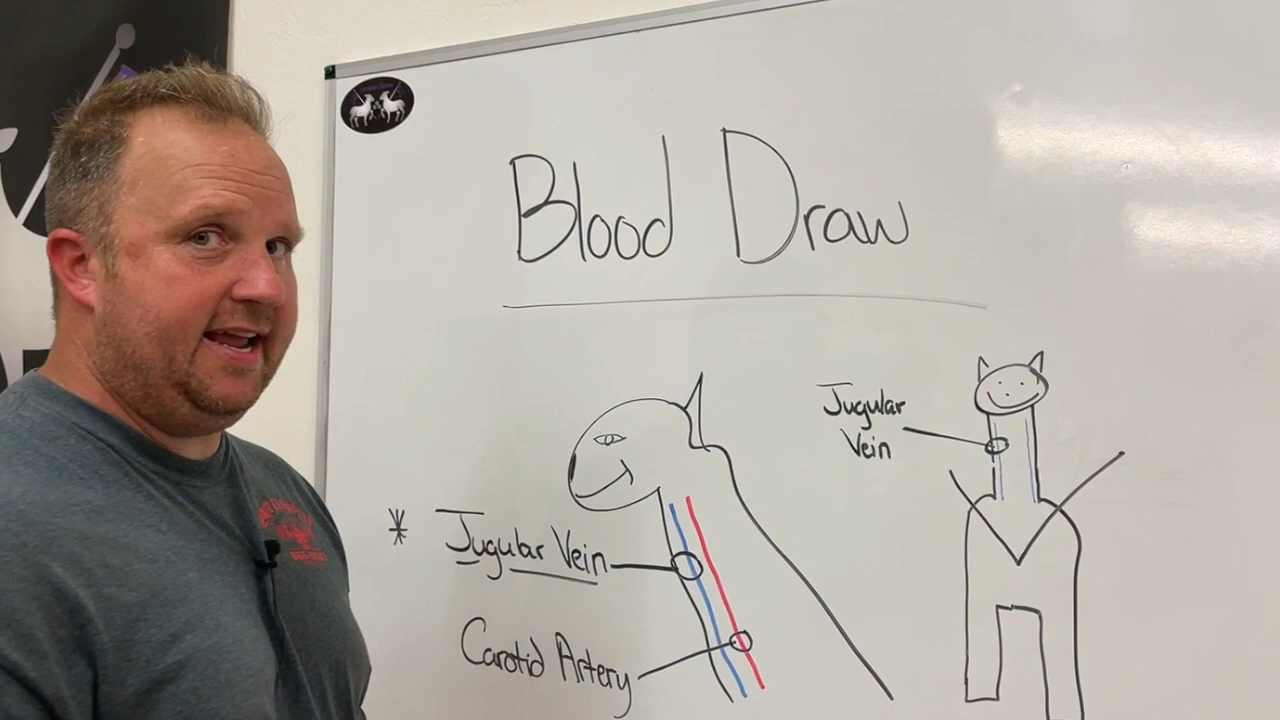 Blood Draw
Jugular
Vein
* Jugular Vein
Carotid Artery